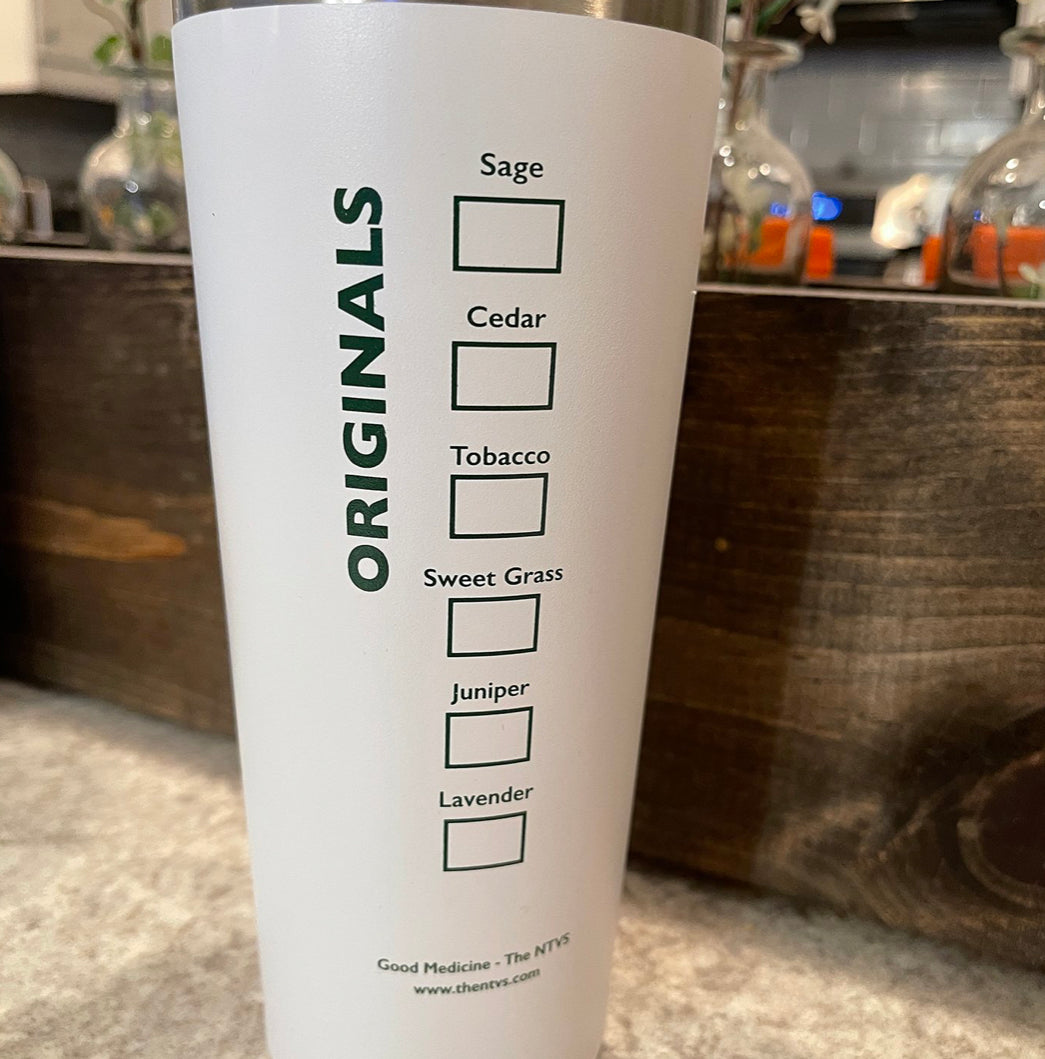 ORIGINALS
Sage
Cedar
Tobacco
Sweet Grass
Juniper
Lavender
Good Medicine - The NTVS
www.thentvs.com